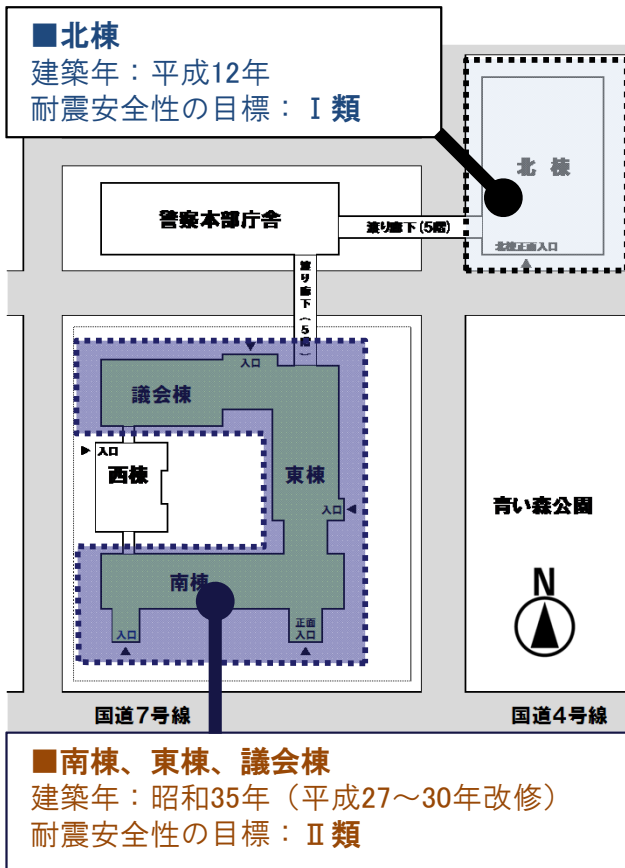 ■北棟
建築年：平成12年
耐震安全性の目標：Ⅰ類
北 棟
警察本部庁舎
渡り廊下(5階)
北棟正面入口
渡り廊下（5階）
入口
議会棟
入口
西棟
東棟
入口
青い森公園
南棟
入口
正面
入口
N
国道7号線
国道4号線
■南棟、東棟、議会棟
建築年：昭和35年（平成27～30年改修）
耐震安全性の目標：Ⅱ類